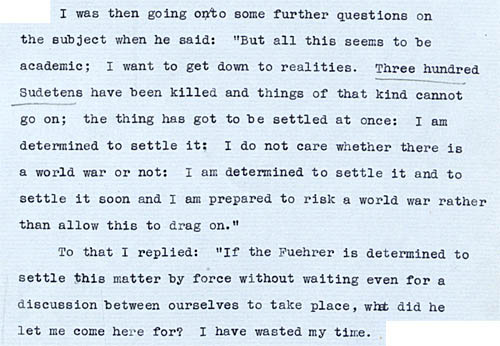 I was then going onto some further questions on
the subject when he said: "But all this seems to be
academic; I want to get down to realities. Three hundred
Sudetens have been killed and things of that kind cannot
go on; the thing has got to be settled at once: I am
determined to settle it: I do not care whether there is
a world war or not: I am determined to settle it and to
settle it soon and I am prepared to risk a world war rather
than allow this to drag on."
To that I replied: "If the Fuehrer is determined to
settle this matter by force without waiting even for a
discussion between ourselves to take place, what did he
let me come here for? I have wasted my time.